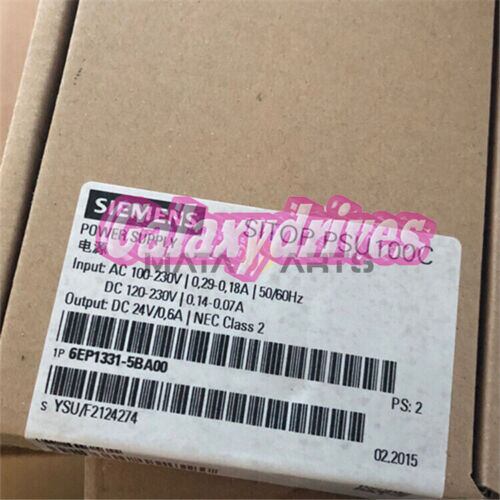 Galaxydrives
SIEMENS
SITOP PSU100C
POWER SUPPLY
电源
Input: AC 100-230V | 0,29-0,18A | 50/60Hz
DC 120-230V | 0.14-0.07A
Output: DC 24V/0,6A | NEC Class 2
1P 6EP1331-5BA00
PS: 2
S YSU/F2124274
02.2015